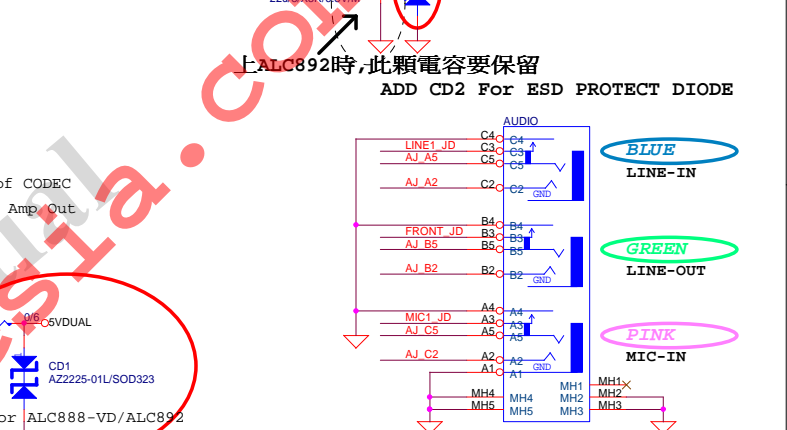 上ALC892時,此顆電容要保留
ADD CD2 For ESD PROTECT DIODE
AUDIO
C4 C4
LINE1_JD C3 C3
AJ_A5 C5 C5
AJ_A2 C2 C2
GND
BLUE
LINE-IN
of CODEC
Amp Out
B4 B4
FRONT_JD B3 B3
AJ_B5 B5 B5
AJ_B2 B2 B2
GND
GREEN
LINE-OUT
A4 A4
MIC1_JD A3 A3
AJ_C5 A5 A5
AJ_C2 A2 A2
A1 A1
GND
PINK
MIC-IN
0/6 5VDUAL
CD1
AZ2225-01L/SOD323
or ALC888-VD/ALC892
MH1 MH1
MH4 MH4 MH2 MH2
MH5 MH5 MH3 MH3